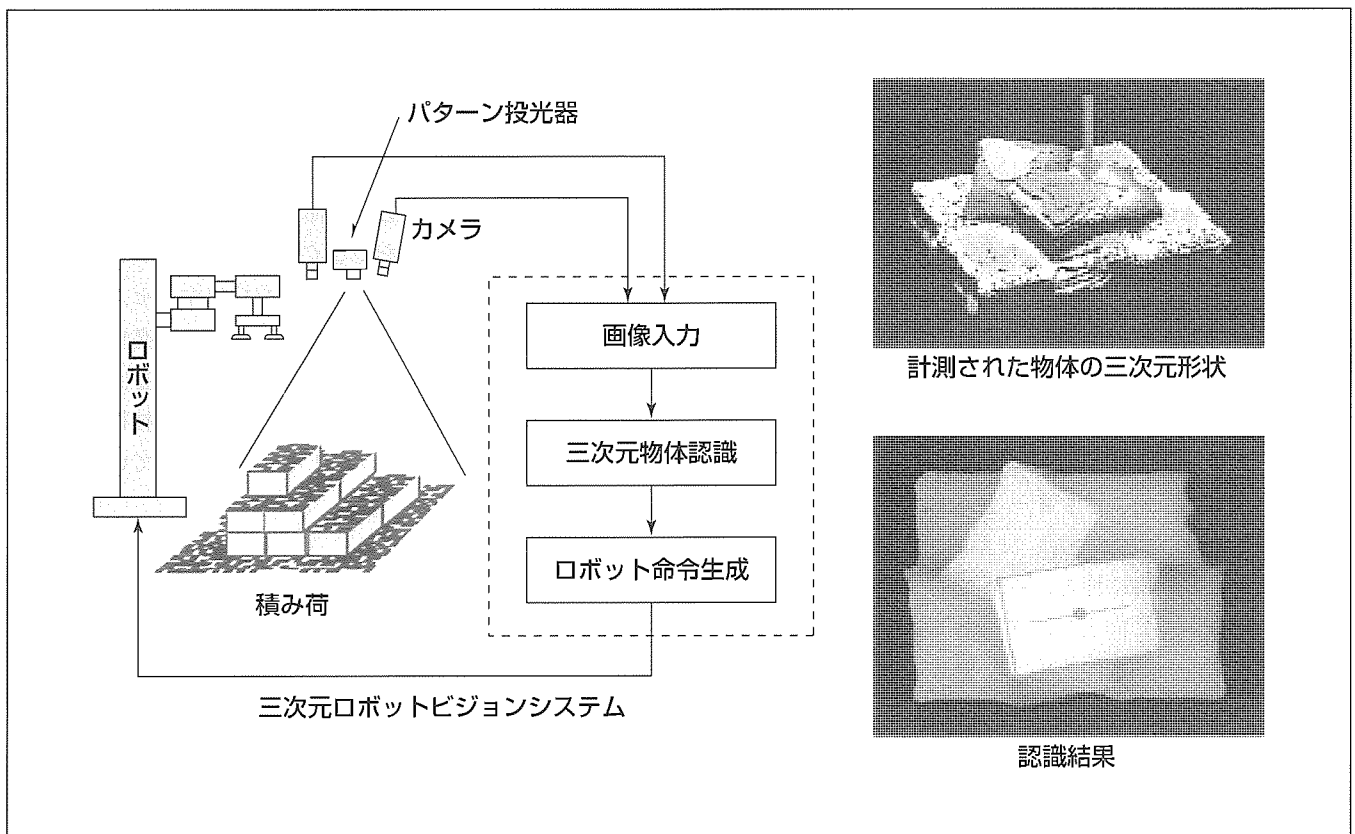 パターン投光器
カメラ
ロボット
画像入力
三次元物体認識
ロボット命令生成
積み荷
三次元ロボットビジョンシステム
計測された物体の三次元形状
認識結果